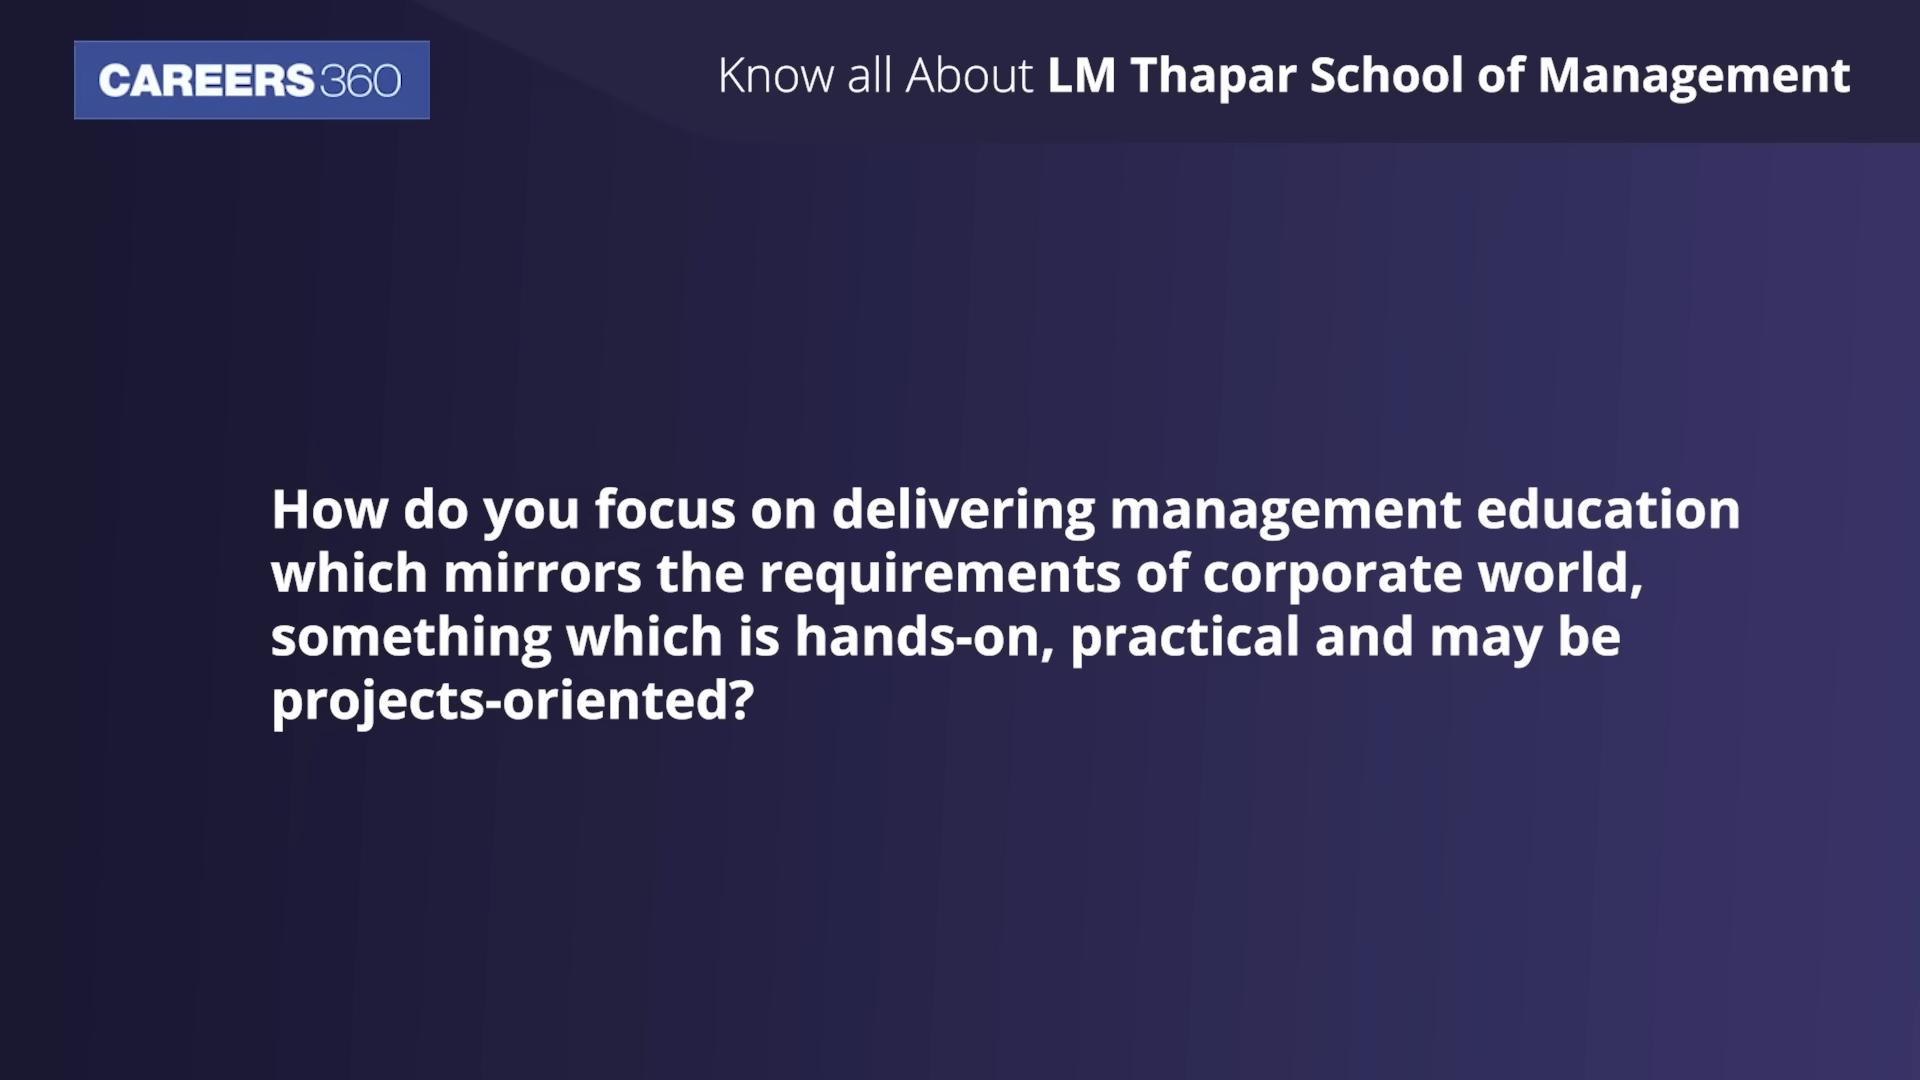 CAREERS360
Know all About LM Thapar School of Management
How do you focus on delivering management education
which mirrors the requirements of corporate world,
something which is hands-on, practical and may be
projects-oriented?